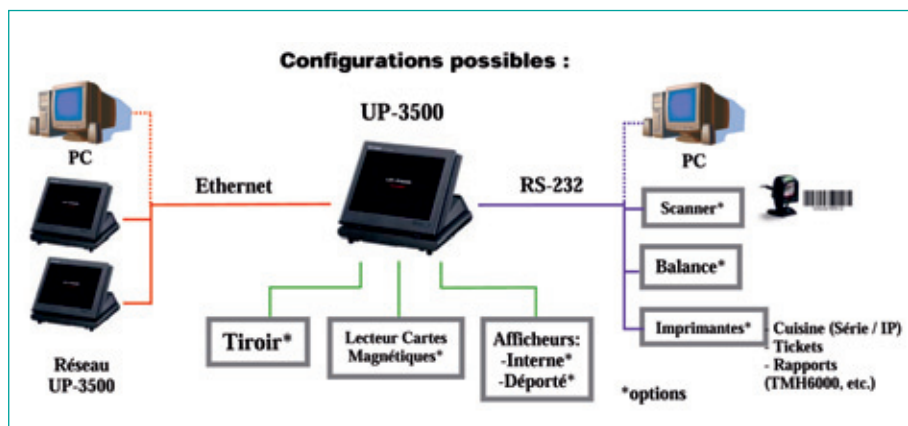 Configurations possibles :
UP-3500
PC
Ethernet
RS-232
PC
Scanner*
Balance*
Imprimantes*
- Cuisine (Série / IP)
- Tickets
- Rapports
(TMH6000, etc.)
Tiroir*
Lecteur Cartes
Magnétiques*
Afficheurs:
-Interne*
-Déporté*
*options
Réseau
UP-3500